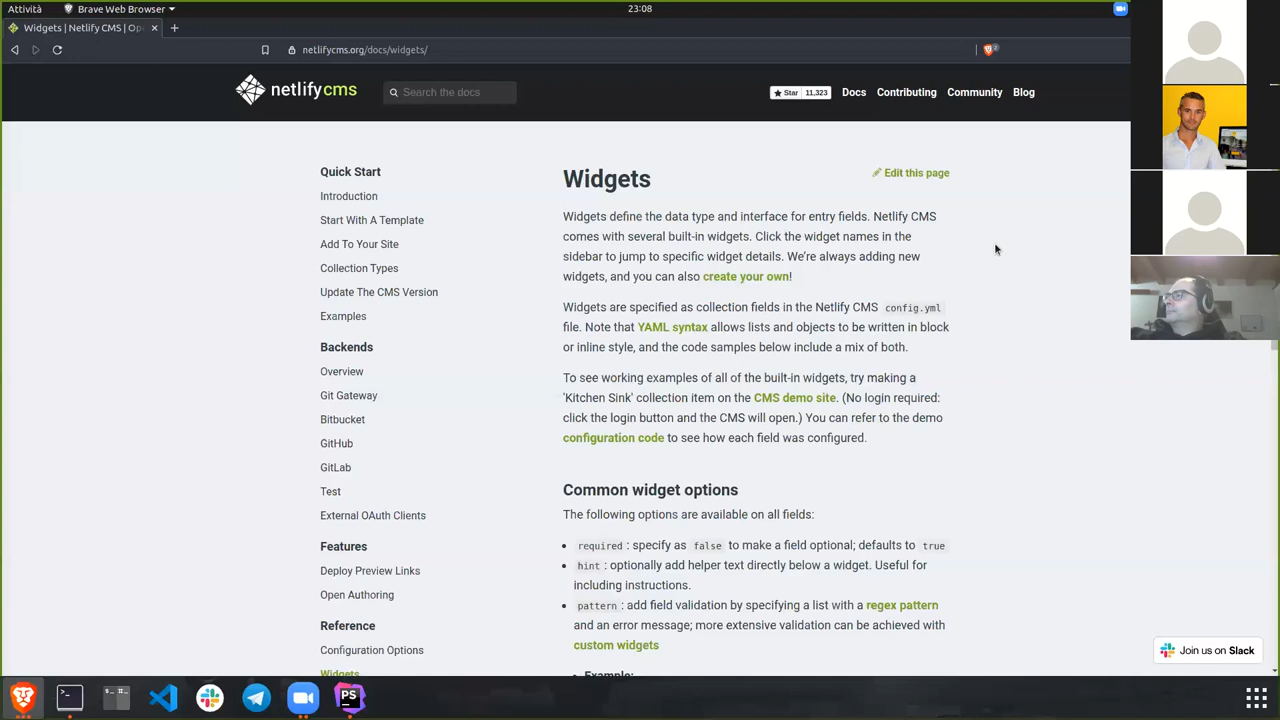 Attività
Brave Web Browser
23:08
Widgets | Netlify CMS | Op
netlifycms.org/docs/widgets/
2
netlifycms
Search the docs
Star 11,323
Docs
Contributing
Community
Blog
Quick Start
Introduction
Start With A Template
Add To Your Site
Collection Types
Update The CMS Version
Examples
Backends
Overview
Git Gateway
Bitbucket
GitHub
GitLab
Test
External OAuth Clients
Features
Deploy Preview Links
Open Authoring
Reference
Configuration Options
Widgets
Widgets
Edit this page
Widgets define the data type and interface for entry fields. Netlify CMS
comes with several built-in widgets. Click the widget names in the
sidebar to jump to specific widget details. We’re always adding new
widgets, and you can also create your own!
Widgets are specified as collection fields in the Netlify CMS config.yml
file. Note that YAML syntax allows lists and objects to be written in block
or inline style, and the code samples below include a mix of both.
To see working examples of all of the built-in widgets, try making a
'Kitchen Sink' collection item on the CMS demo site. (No login required:
click the login button and the CMS will open.) You can refer to the demo
configuration code to see how each field was configured.
Common widget options
The following options are available on all fields:
• required : specify as false to make a field optional; defaults to true
• hint : optionally add helper text directly below a widget. Useful for
including instructions.
• pattern : add field validation by specifying a list with a regex pattern
and an error message; more extensive validation can be achieved with
custom widgets
• Example:
Join us on Slack
PS